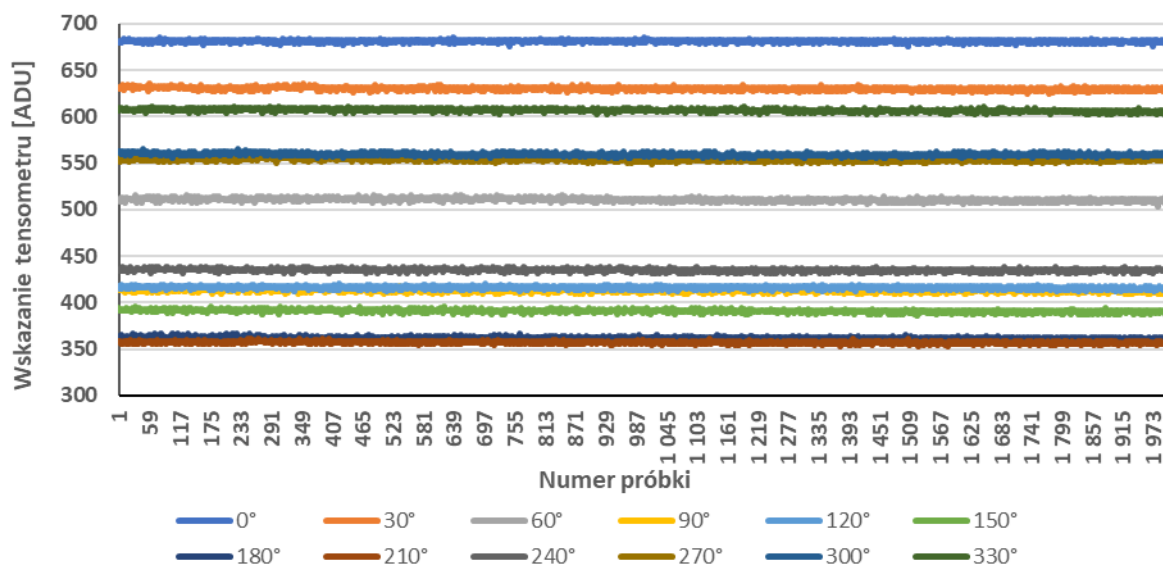 Wskazanie tensometru [ADU]
700
650
600
550
500
450
400
350
300
1 59 117 175 233 291 349 407 465 523 581 639 697 755 813 871 929 987 1 045 1 103 1 161 1 219 1 277 1 335 1 393 1 451 1 509 1 567 1 625 1 683 1 741 1 799 1 857 1 915 1 973
Numer próbki
0° 30° 60° 90° 120° 150°
180° 210° 240° 270° 300° 330°